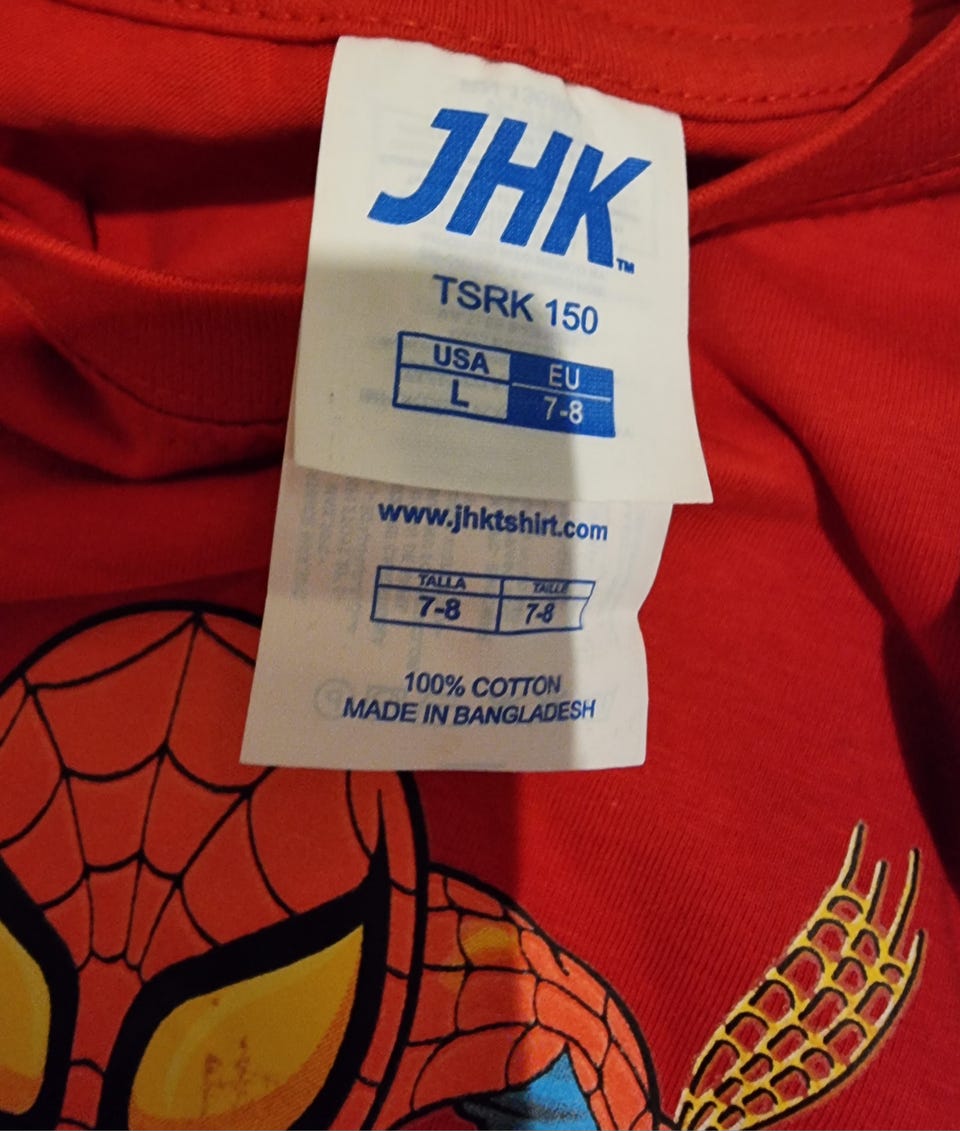 JHK™
TSRK 150
USA EU
L 7-8
www.jhktshirt.com
TALLA TAILLE
7-8 7-8
100% COTTON
MADE IN BANGLADESH